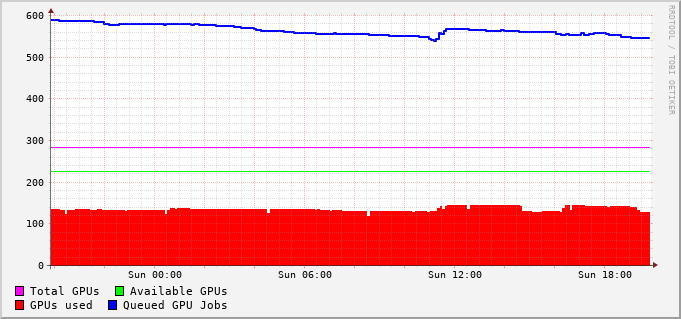 600
500
400
300
200
100
0
Sun 00:00 Sun 06:00 Sun 12:00 Sun 18:00
Total GPUs Available GPUs
GPUs used Queued GPU Jobs
RRDTOOL / TOBI OETIKER